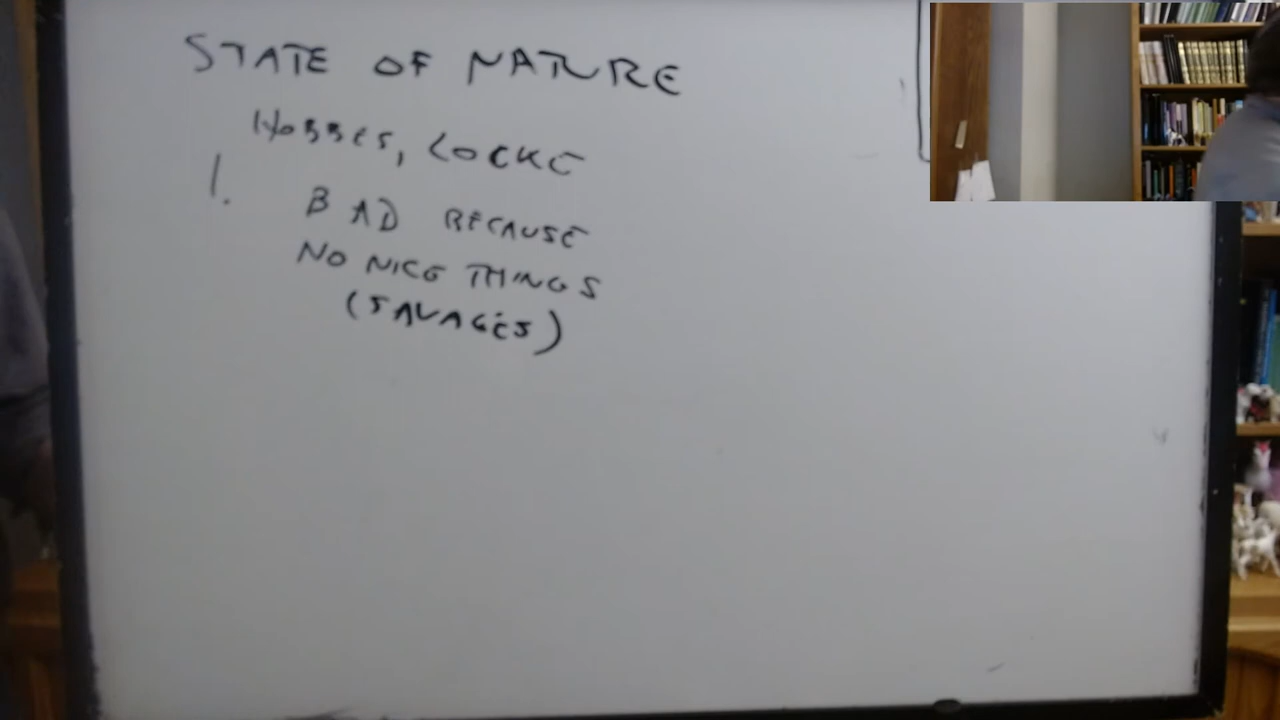 STATE OF NATURE
HOBBES, LOCKE
1. BAD BECAUSE
NO NICE THINGS
(SAVAGES)